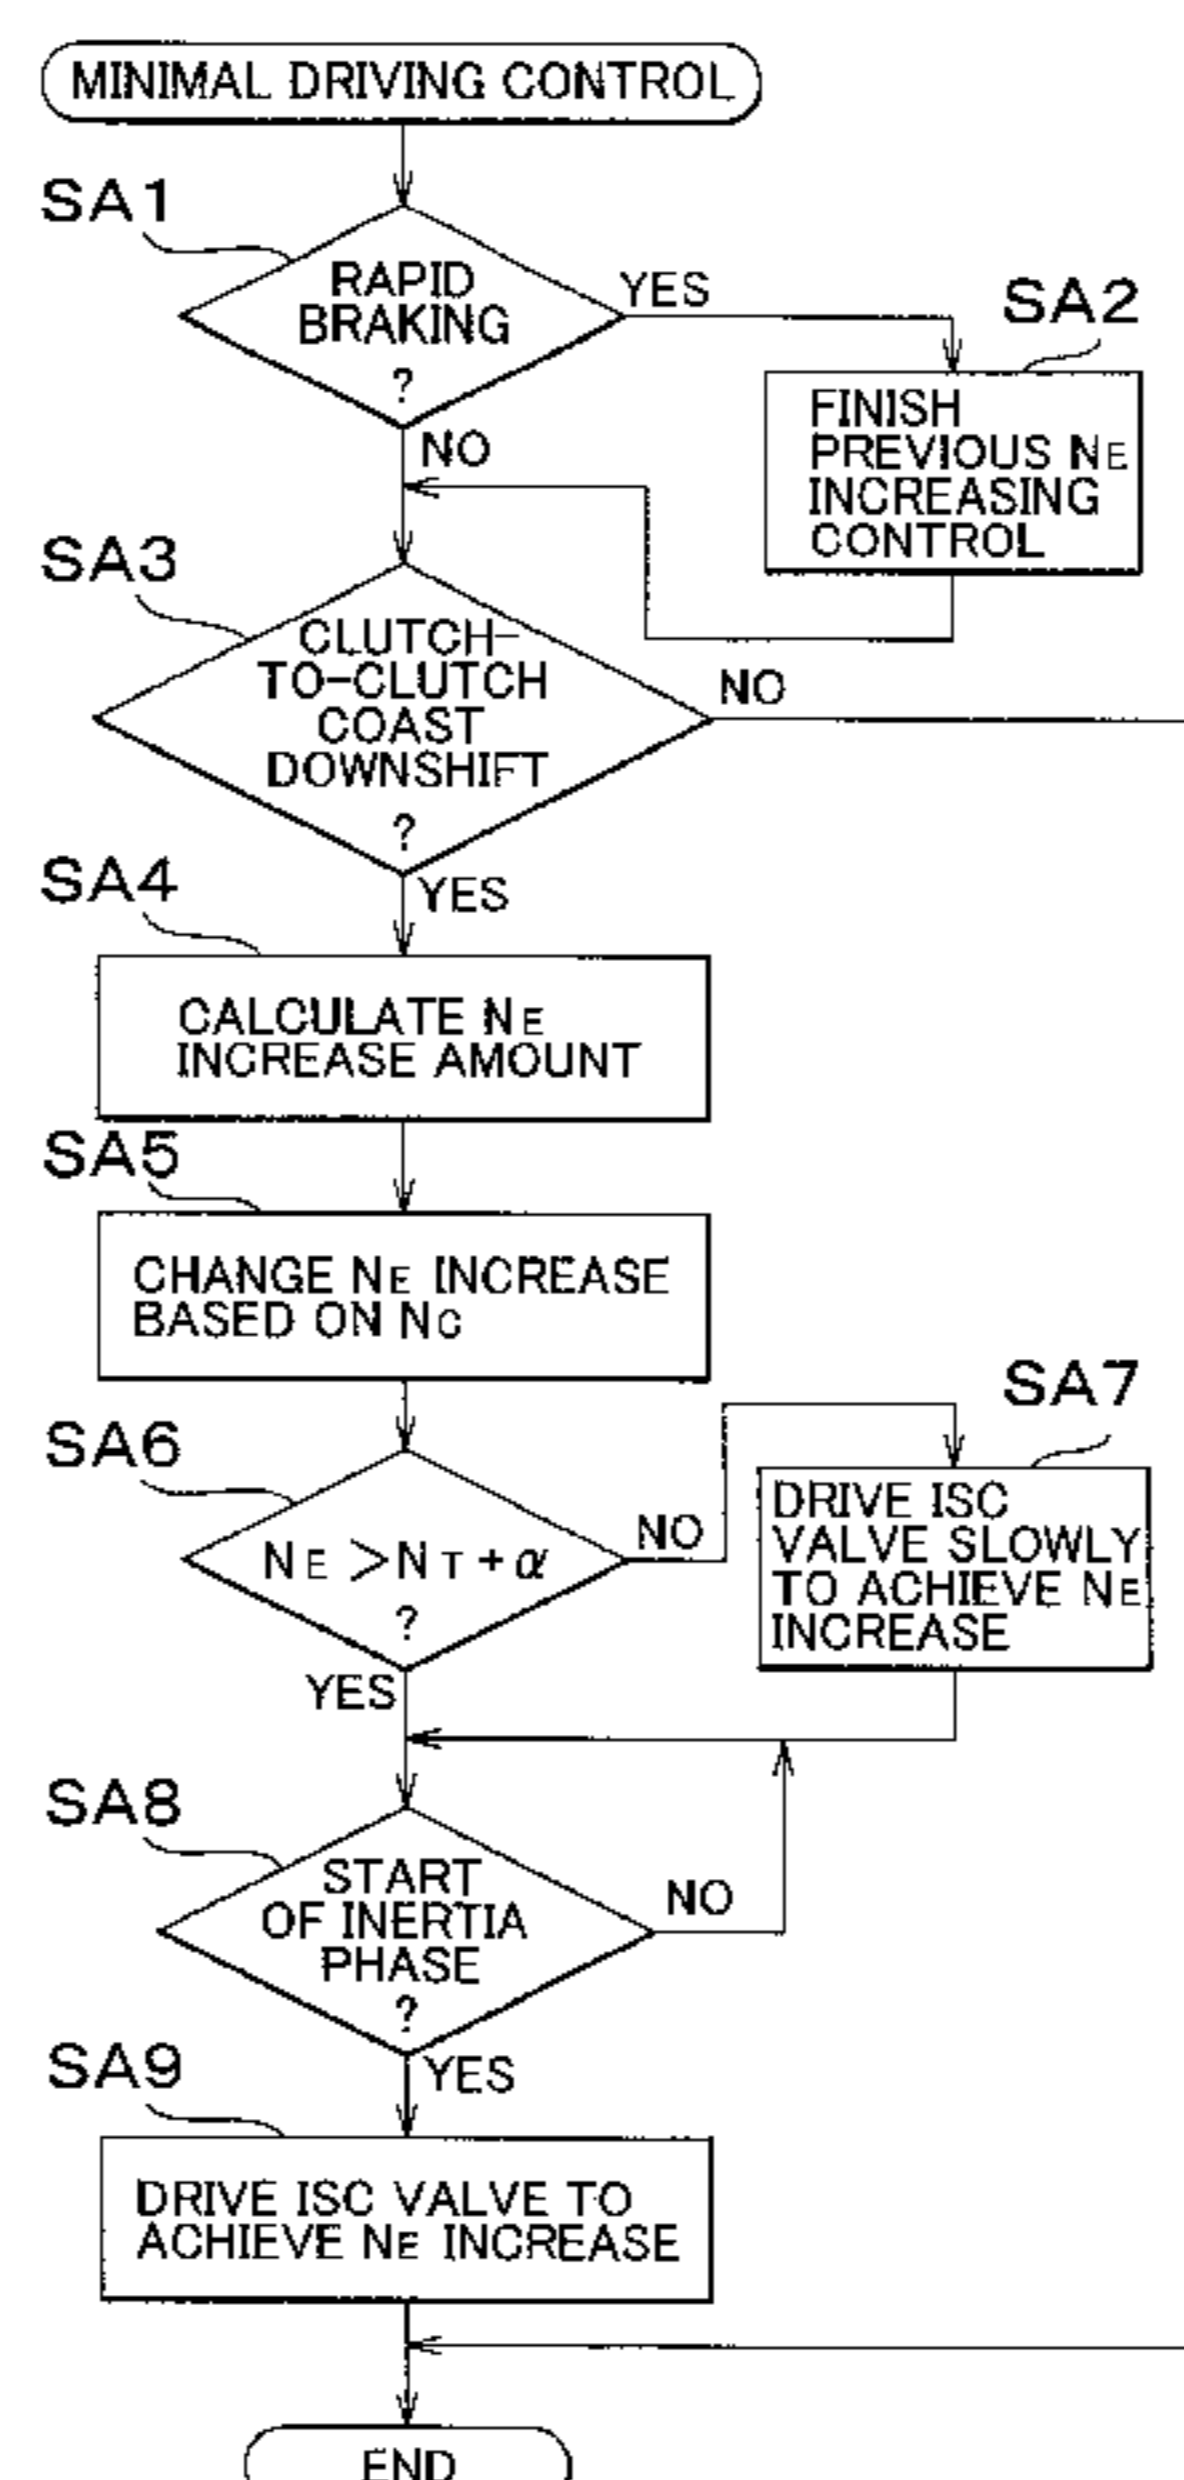 MINIMAL DRIVING CONTROL
SA1
RAPID
BRAKING
?
YES
NO
SA2
FINISH
PREVIOUS NE
INCREASING
CONTROL
SA3
CLUTCH-
TO-CLUTCH
COAST
DOWNSHIFT
?
NO
YES
SA4
CALCULATE NE
INCREASE AMOUNT
SA5
CHANGE NE INCREASE
BASED ON NC
SA6
NE >NT + α
?
NO
YES
SA7
DRIVE ISC
VALVE SLOWLY
TO ACHIEVE NE
INCREASE
SA8
START
OF INERTIA
PHASE
?
NO
YES
SA9
DRIVE ISC VALVE TO
ACHIEVE NE INCREASE
END